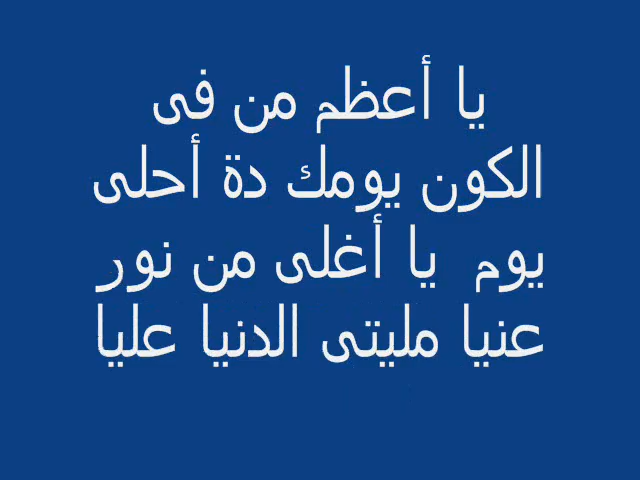 يا أعظم من فى
الكون يومك دة أحلى
يوم يا أغلى من نور
عنيا مليتى الدنيا عليا